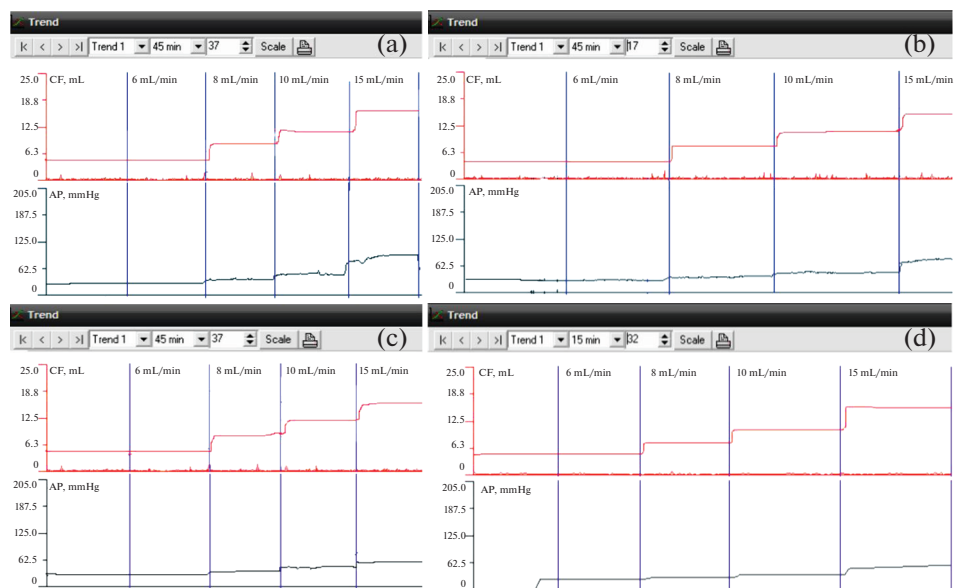 Trend
K < > >| Trend 1 45 min 37 Scale (a)
25.0 CF, mL 6 mL/min 8 mL/min 10 mL/min 15 mL/min
18.8
12.5
6.3
0
205.0 AP, mmHg
187.5
125.0
62.5
0
Trend
K < > >| Trend 1 45 min 17 Scale (b)
25.0 CF, mL 6 mL/min 8 mL/min 10 mL/min 15 mL/min
18.8
12.5
6.3
0
205.0 AP, mmHg
187.5
125.0
62.5
0
Trend
K < > >| Trend 1 45 min 37 Scale (c)
25.0 CF, mL 6 mL/min 8 mL/min 10 mL/min 15 mL/min
18.8
12.5
6.3
0
205.0 AP, mmHg
187.5
125.0
62.5
0
Trend
K < > >| Trend 1 15 min 32 Scale (d)
25.0 CF, mL 6 mL/min 8 mL/min 10 mL/min 15 mL/min
18.8
12.5
6.3
0
205.0 AP, mmHg
187.5
125.0
62.5
0